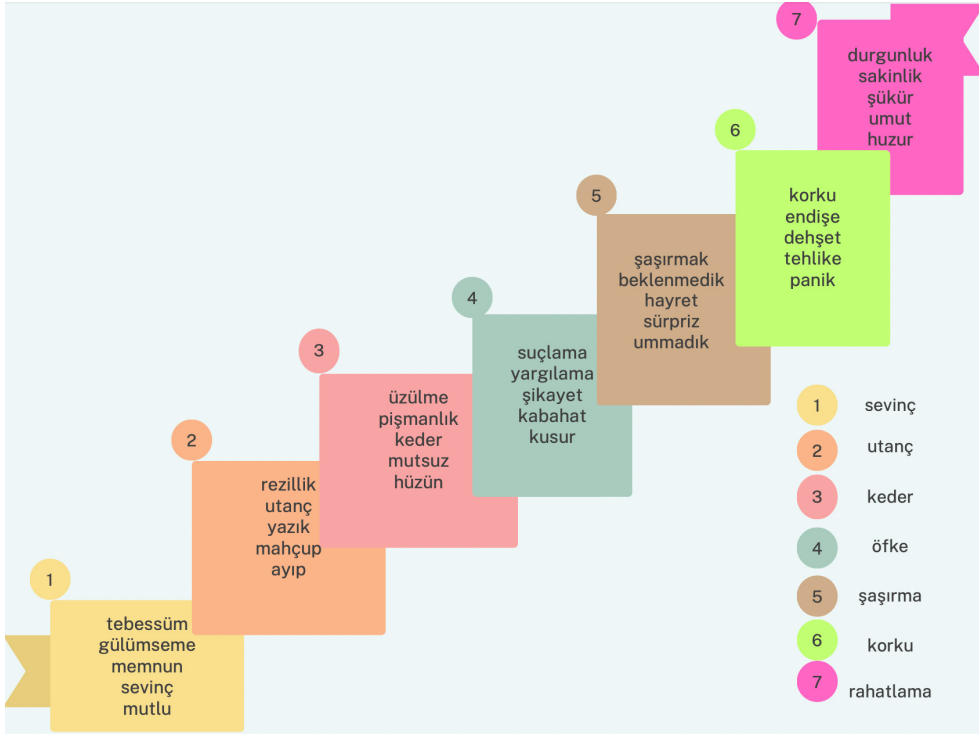 1
tebessüm
gülümseme
memnun
sevinç
mutlu
2
rezillik
utanç
yazık
mahçup
ayıp
3
üzülme
pişmanlık
keder
mutsuz
hüzün
4
suçlama
yargılama
şikayet
kabahat
kusur
5
şaşırmak
beklenmedik
hayret
sürpriz
ummadık
6
korku
endişe
dehşet
tehlike
panik
7
durgunluk
sakinlik
şükür
umut
huzur
1 sevinç
2 utanç
3 keder
4 öfke
5 şaşırma
6 korku
7 rahatlama